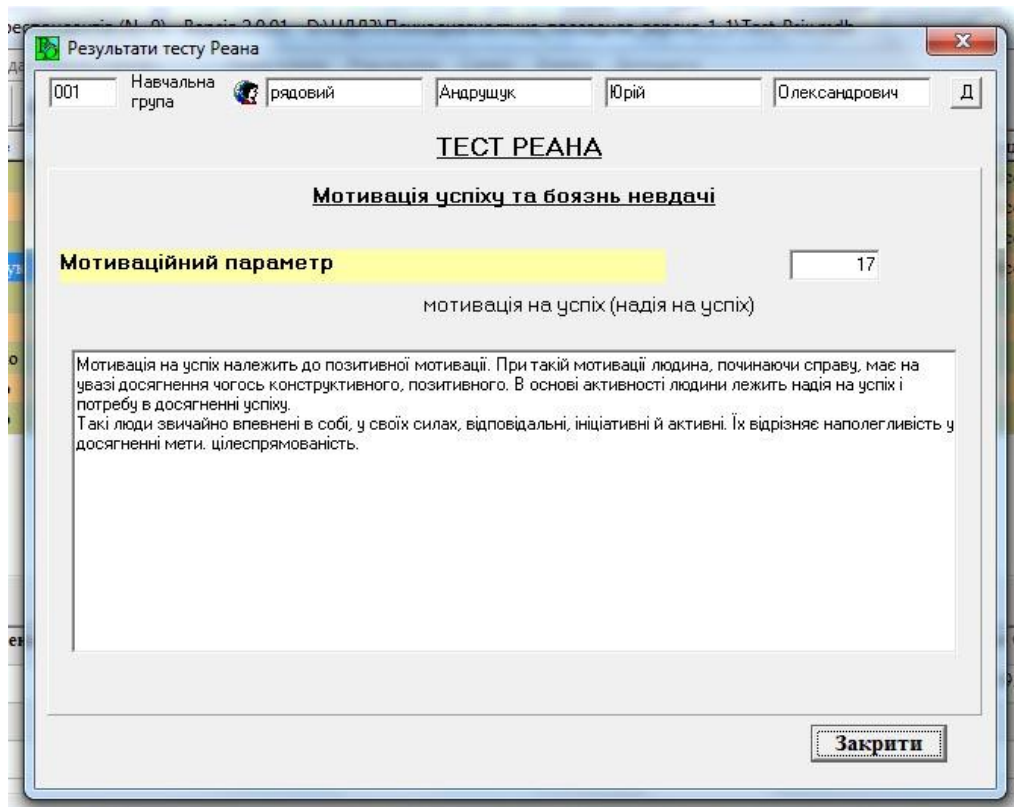 Результати тесту Реана
001 Навчальна група рядовий Андрущук Юрій Олександрович Д
ТЕСТ РЕАНА
Мотивація успіху та боязнь невдачі
Мотиваційний параметр 17
мотивація на успіх (надія на успіх)
Мотивація на успіх належить до позитивної мотивації. При такій мотивації людина, починаючи справу, має на
увазі досягнення чогось конструктивного, позитивного. В основі активності людини лежить надія на успіх і
потребу в досягненні успіху.
Такі люди звичайно впевнені в собі, у своїх силах, відповідальні, ініціативні й активні. Їх відрізняє наполегливість у
досягненні мети. цілеспрямованість.
Закрити